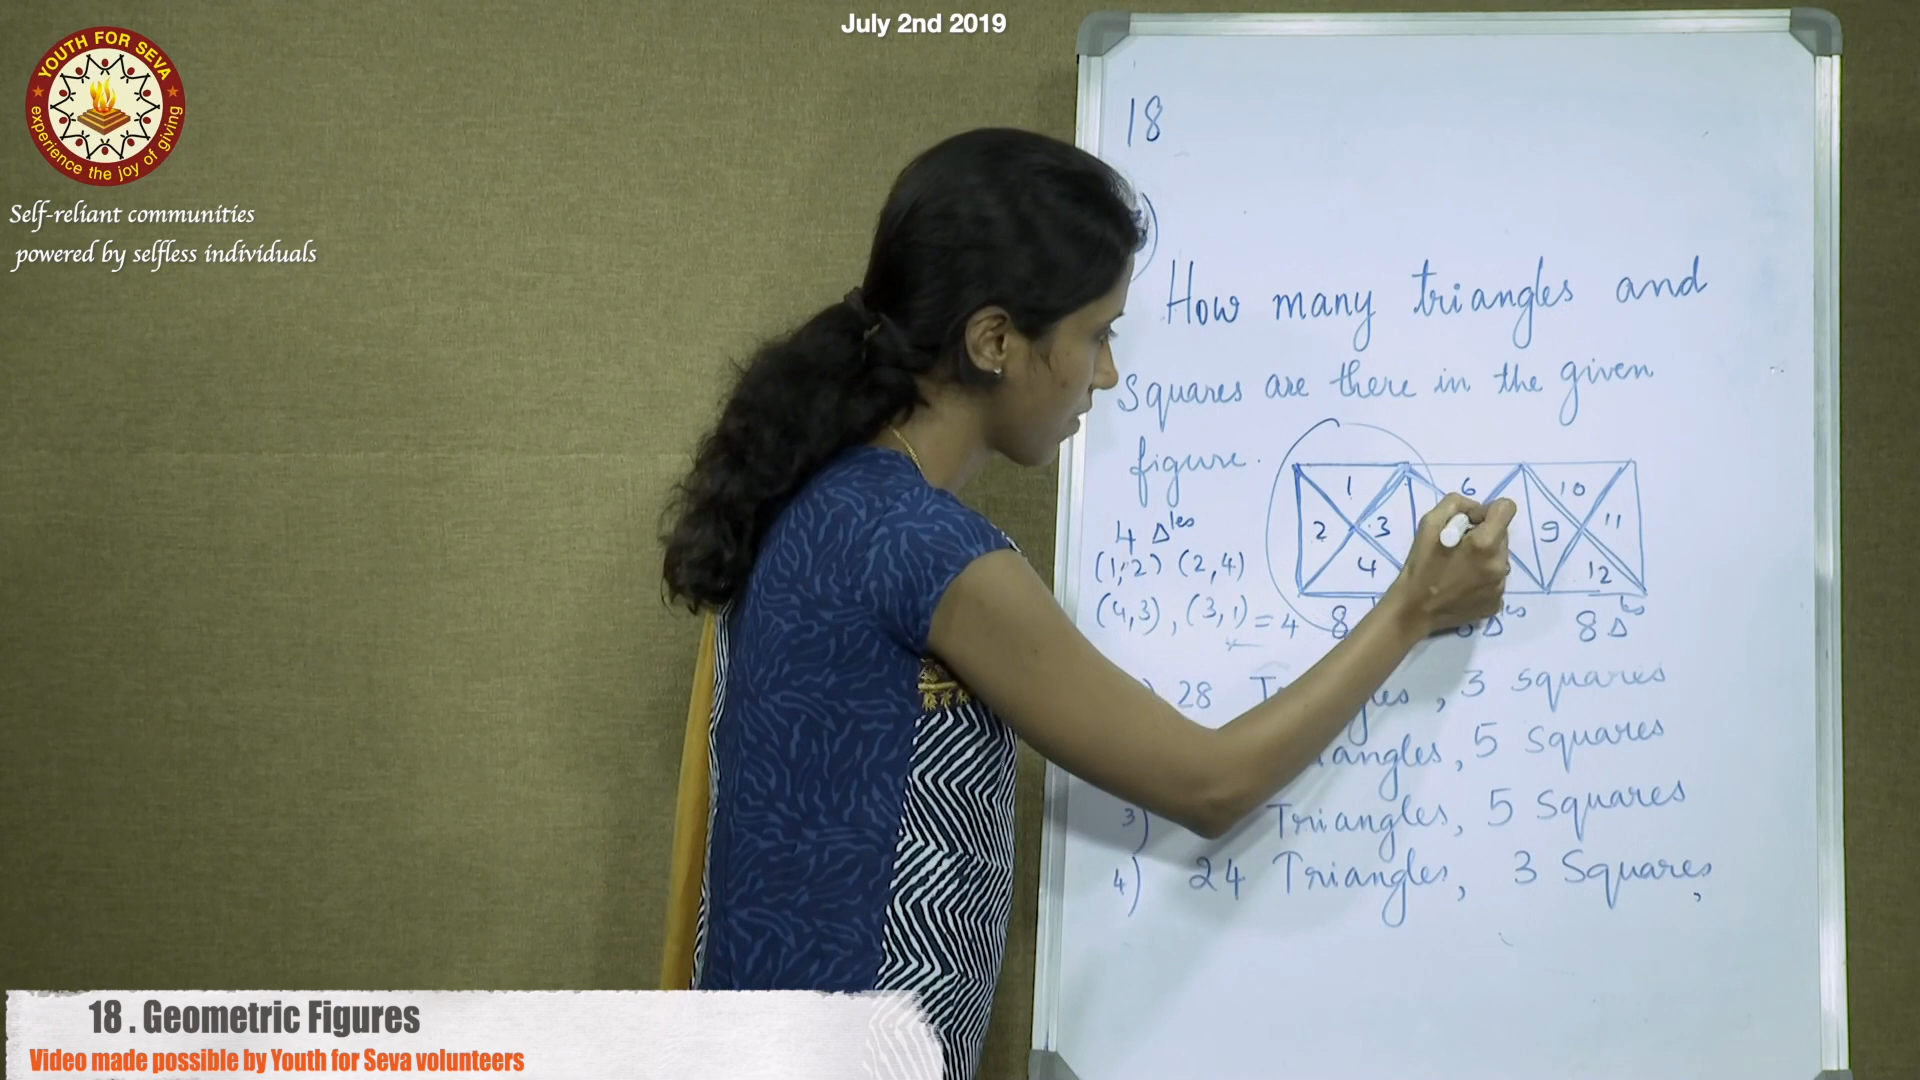 July 2nd 2019
YOUTH FOR SEVA
experience the joy of giving
Self-reliant communities
powered by selfless individuals
18
How many triangles and
Squares are there in the given
figure.
1 6 10
2 3 9 11
4 12
4 Δles
(1,2) (2,4)
(4,3), (3,1) = 4 8 8 Δles
28 , 3 squares
, 5 Squares
3) Triangles, 5 Squares
4) 24 Triangles, 3 Squares,
18 . Geometric Figures
Video made possible by Youth for Seva volunteers